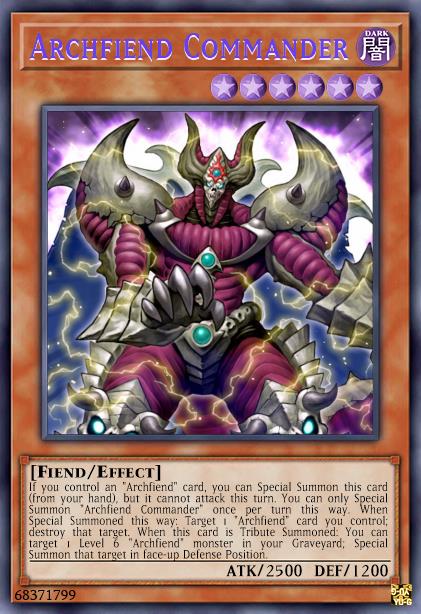 ARCHFIEND COMMANDER
DARK
闇
[FIEND/EFFECT]
If you control an "Archfiend" card, you can Special Summon this card
(from your hand), but it cannot attack this turn. You can only Special
Summon "Archfiend Commander" once per turn this way. When
Special Summoned this way: Target 1 "Archfiend" card you control;
destroy that target. When this card is Tribute Summoned: You can
target 1 Level 6 "Archfiend" monster in your Graveyard; Special
Summon that target in face-up Defense Position.
ATK/2500 DEF/1200
68371799